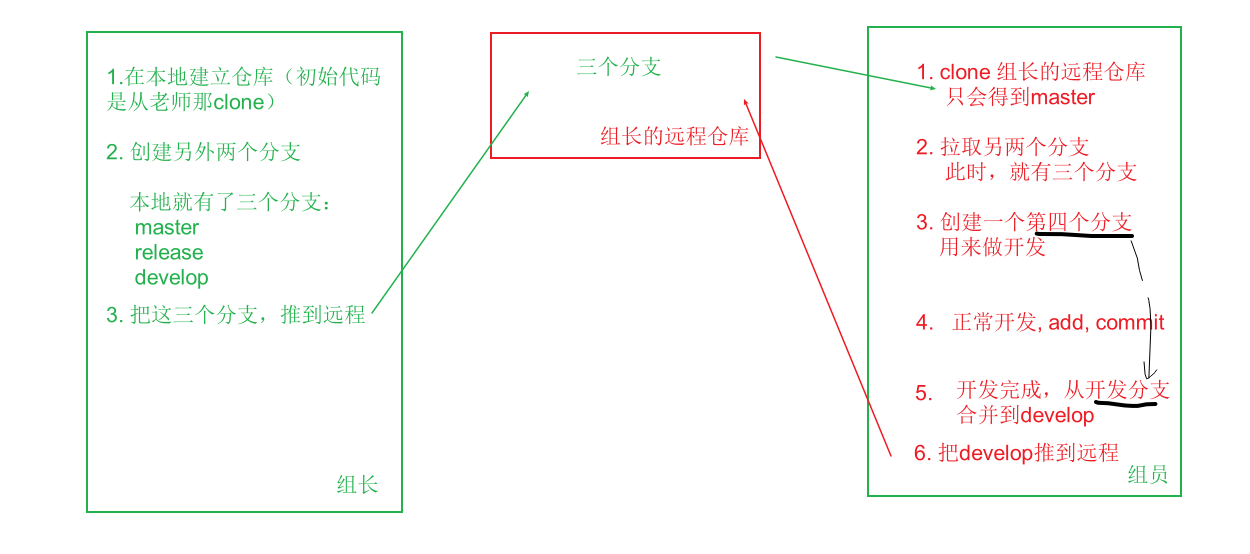 1.在本地建立仓库（初始代码
是从老师那clone）
2. 创建另外两个分支
本地就有了三个分支：
master
release
develop
3. 把这三个分支，推到远程
组长
三个分支
组长的远程仓库
1. clone 组长的远程仓库
只会得到master
2. 拉取另两个分支
此时，就有三个分支
3. 创建一个第四个分支
用来做开发
4. 正常开发, add, commit
5. 开发完成，从开发分支
合并到develop
6. 把develop推到远程
组员